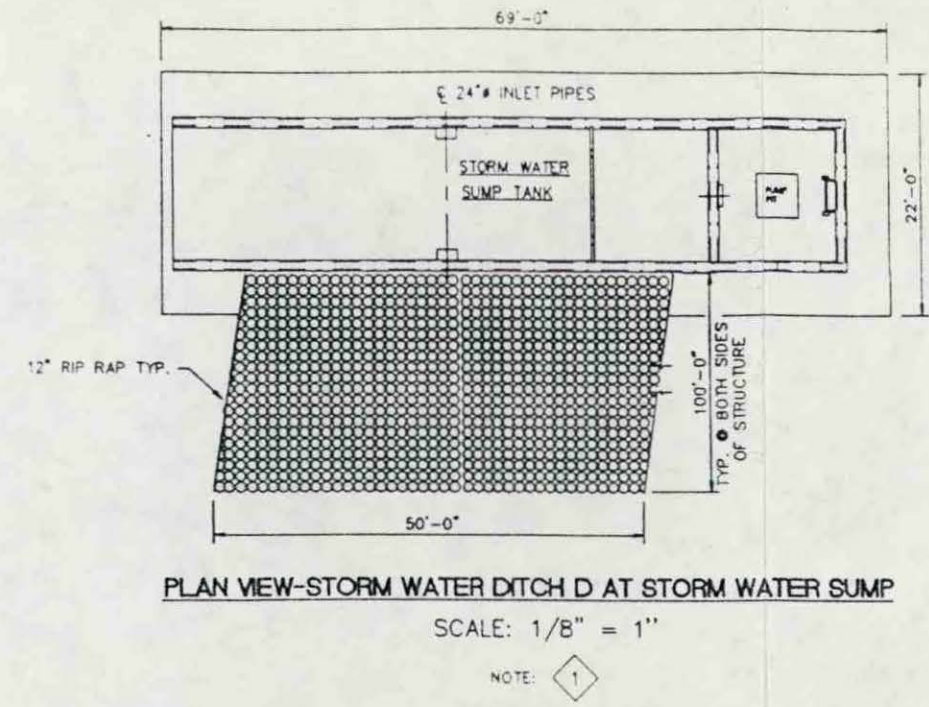 69'-0"
℄ 24"ø INLET PIPES
STORM WATER
SUMP TANK
PUMP
22'-0"
12" RIP RAP TYP.
100'-0"
TYP. @ BOTH SIDES
OF STRUCTURE
50'-0"
PLAN VIEW-STORM WATER DITCH D AT STORM WATER SUMP
SCALE: 1/8" = 1''
NOTE: 1